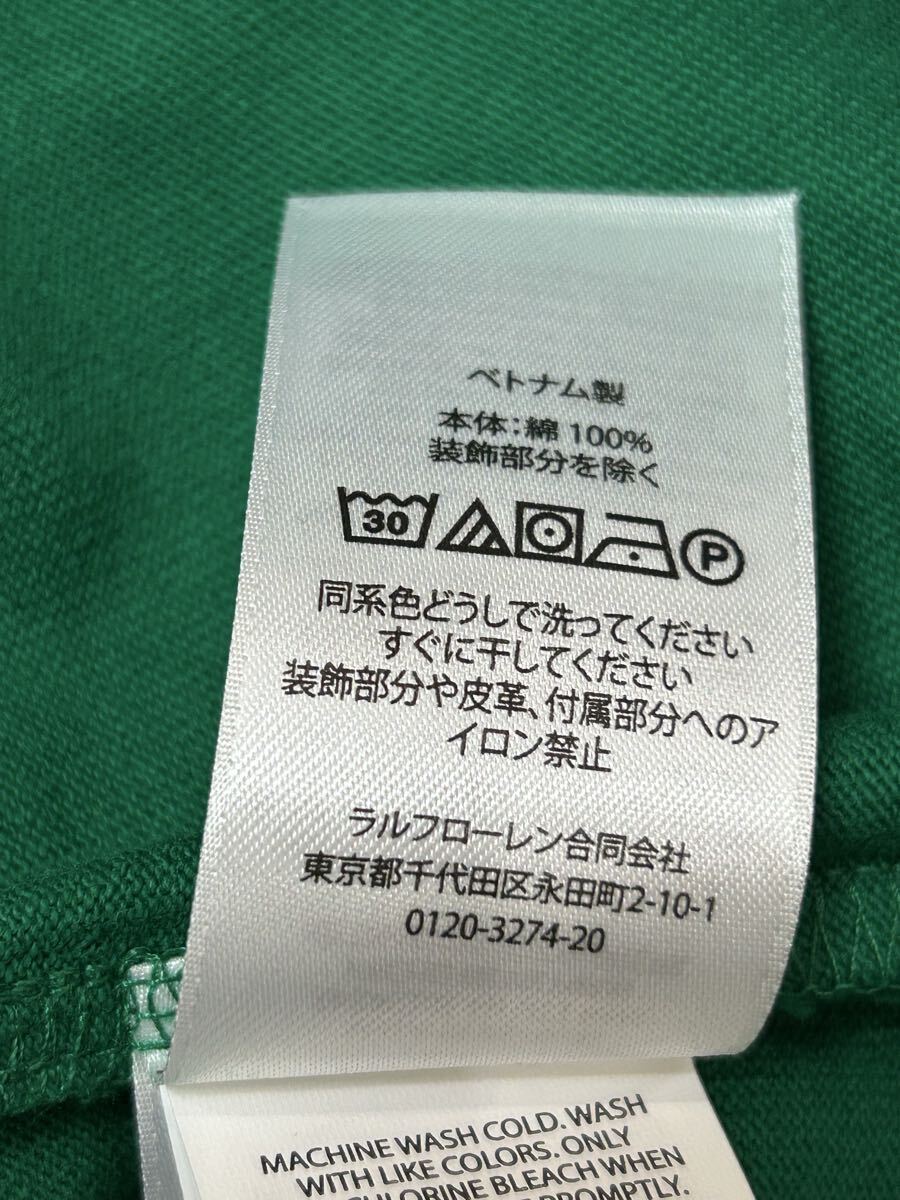 ベトナム製
本体：綿 100%
装飾部分を除く
30 P
同系色どうしで洗ってください
すぐに干してください
装飾部分や皮革、付属部分へのア
イロン禁止
ラルフローレン合同会社
東京都千代田区永田町2-10-1
0120-3274-20
MACHINE WASH COLD. WASH
WITH LIKE COLORS. ONLY
CHLORINE BLEACH WHEN
PROMPTLY.